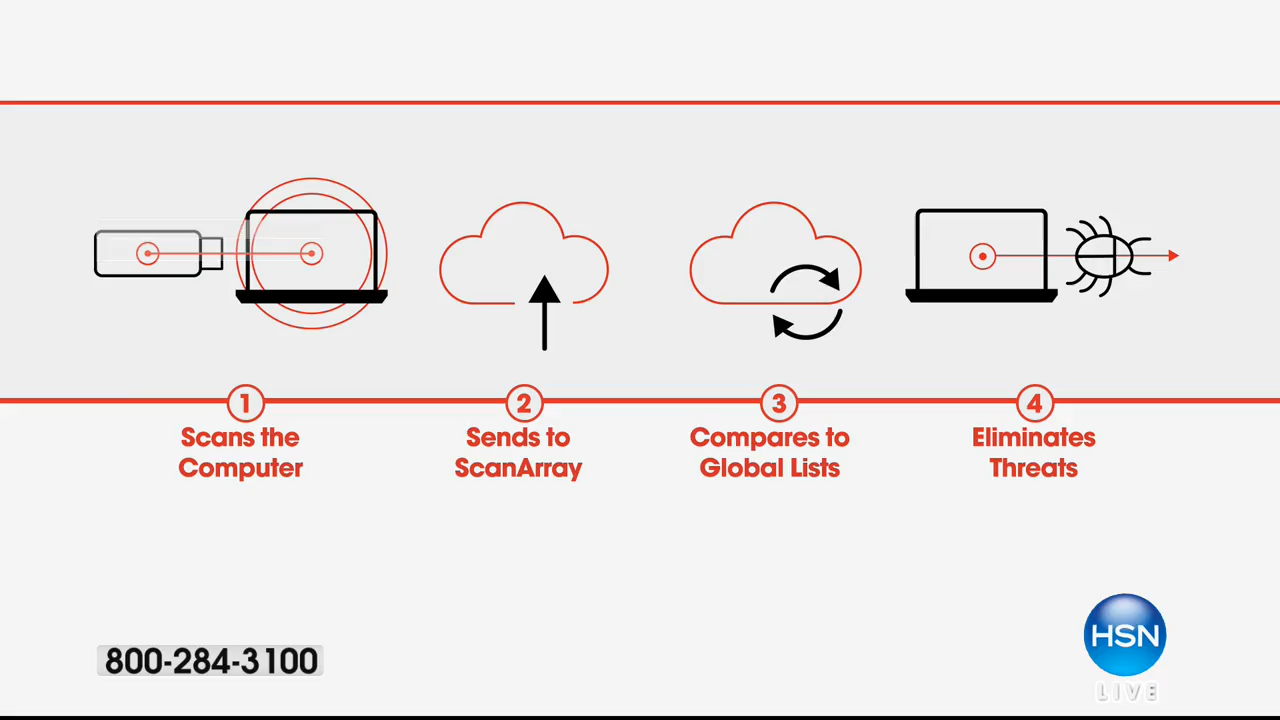 1
Scans the
Computer
2
Sends to
ScanArray
3
Compares to
Global Lists
4
Eliminates
Threats
800-284-3100
HSN
LIVE